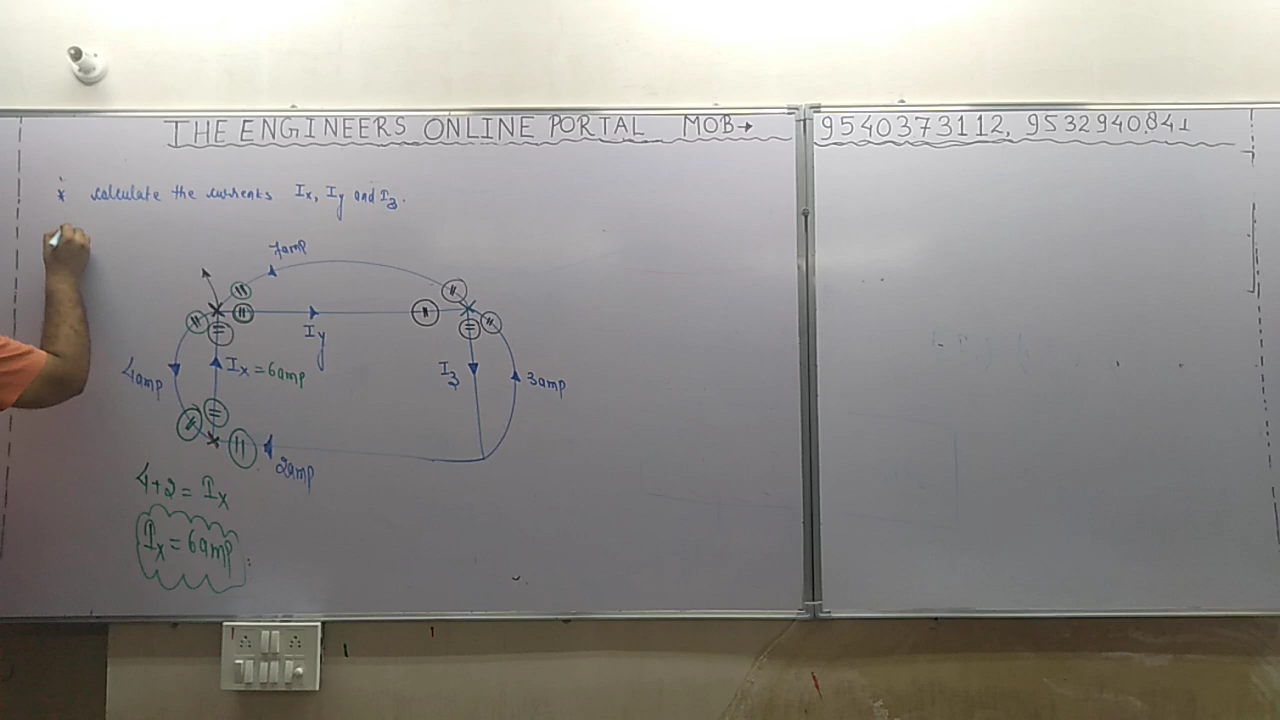 THE ENGINEERS ONLINE PORTAL MOB→ 9540373112, 9532940841
* calculate the currents Ix, Iy and I3.
7amp
Iy
4amp
Ix = 6amp
I3
3amp
2amp
4+2 = Ix
Ix = 6amp